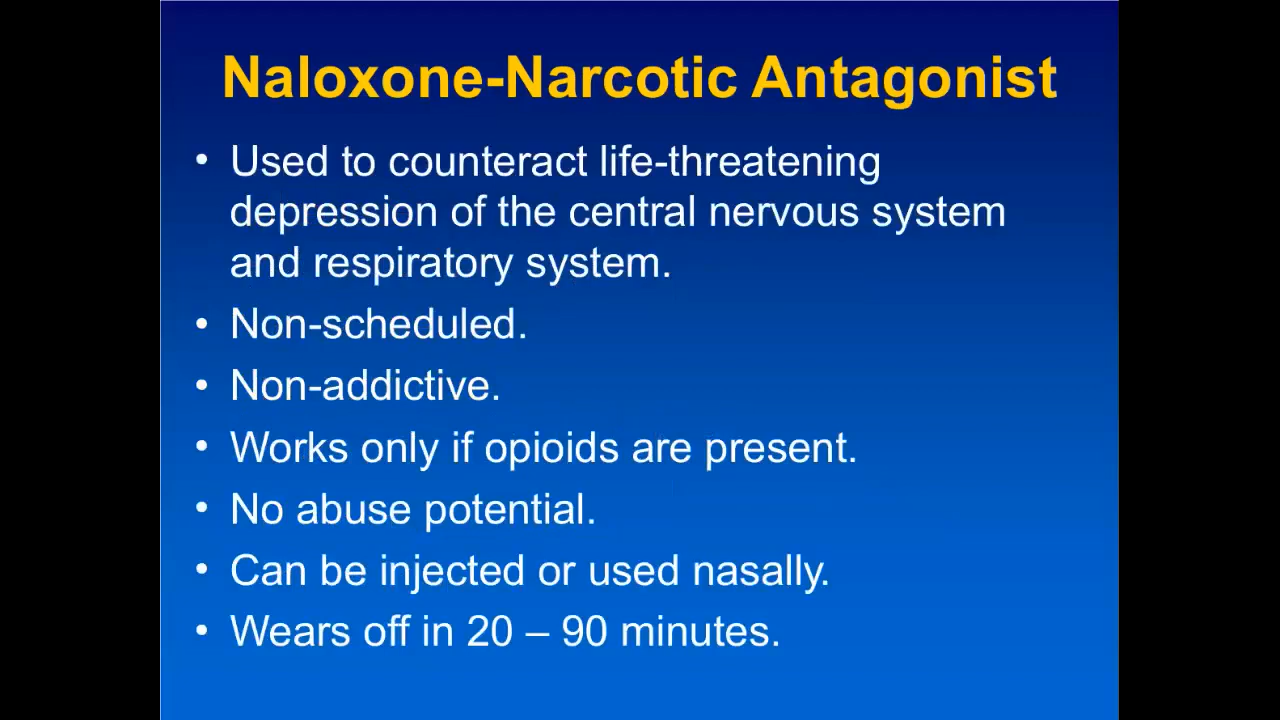 Naloxone-Narcotic Antagonist
• Used to counteract life-threatening
depression of the central nervous system
and respiratory system.
• Non-scheduled.
• Non-addictive.
• Works only if opioids are present.
• No abuse potential.
• Can be injected or used nasally.
• Wears off in 20 – 90 minutes.